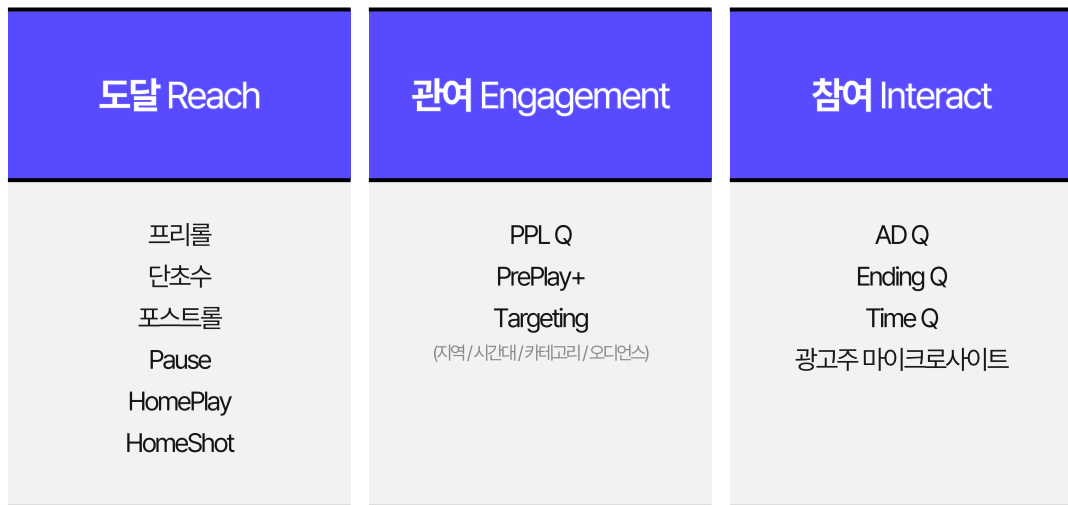 도달 Reach
프리롤
단초수
포스트롤
Pause
HomePlay
HomeShot
관여 Engagement
PPL Q
PrePlay+
Targeting
(지역 / 시간대 / 카테고리 / 오디언스)
참여 Interact
AD Q
Ending Q
Time Q
광고주 마이크로사이트